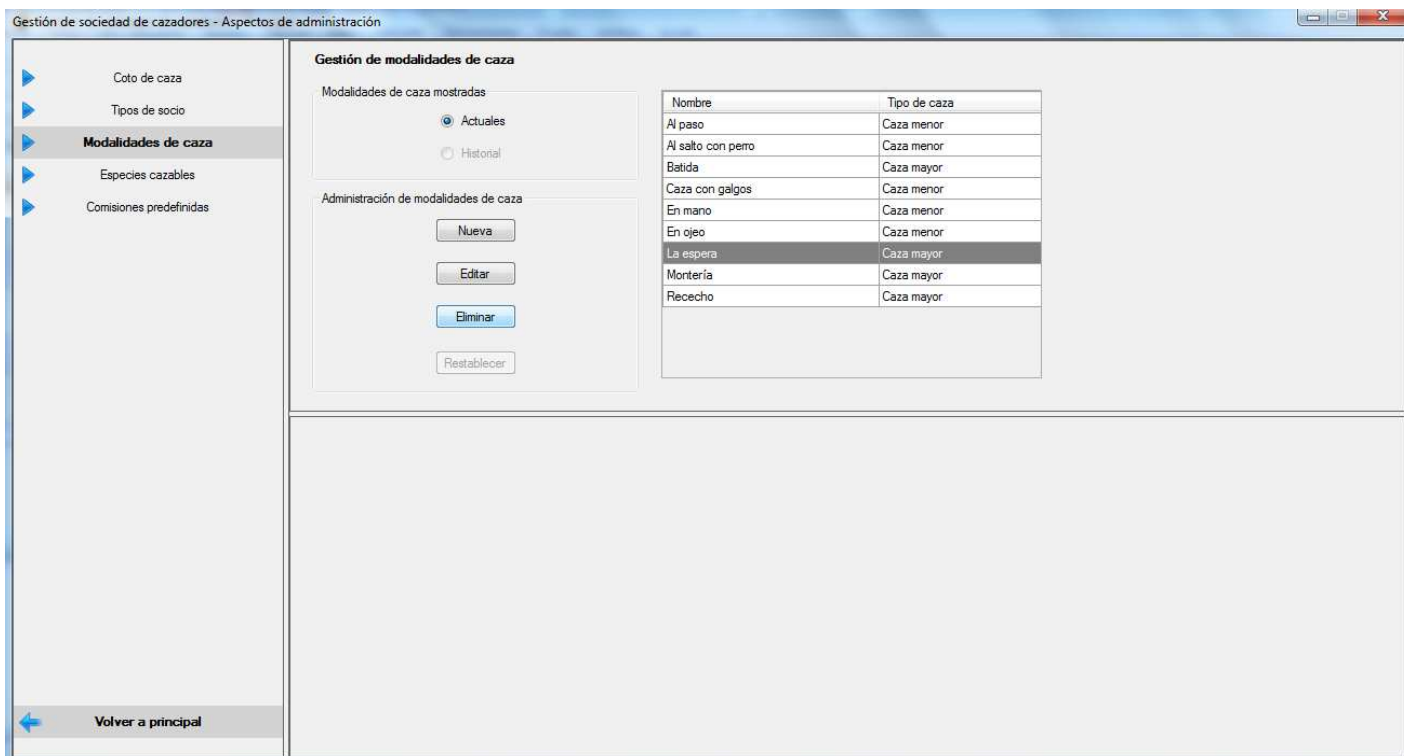 Gestión de sociedad de cazadores - Aspectos de administración
Coto de caza
Tipos de socio
Modalidades de caza
Especies cazables
Comisiones predefinidas
Volver a principal
Gestión de modalidades de caza
Modalidades de caza mostradas
Actuales
Historial
Administración de modalidades de caza
Nueva
Editar
Eliminar
Restablecer
Nombre Tipo de caza
Al paso Caza menor
Al salto con perro Caza menor
Batida Caza mayor
Caza con galgos Caza menor
En mano Caza menor
En ojeo Caza menor
La espera Caza mayor
Montería Caza mayor
Rececho Caza mayor